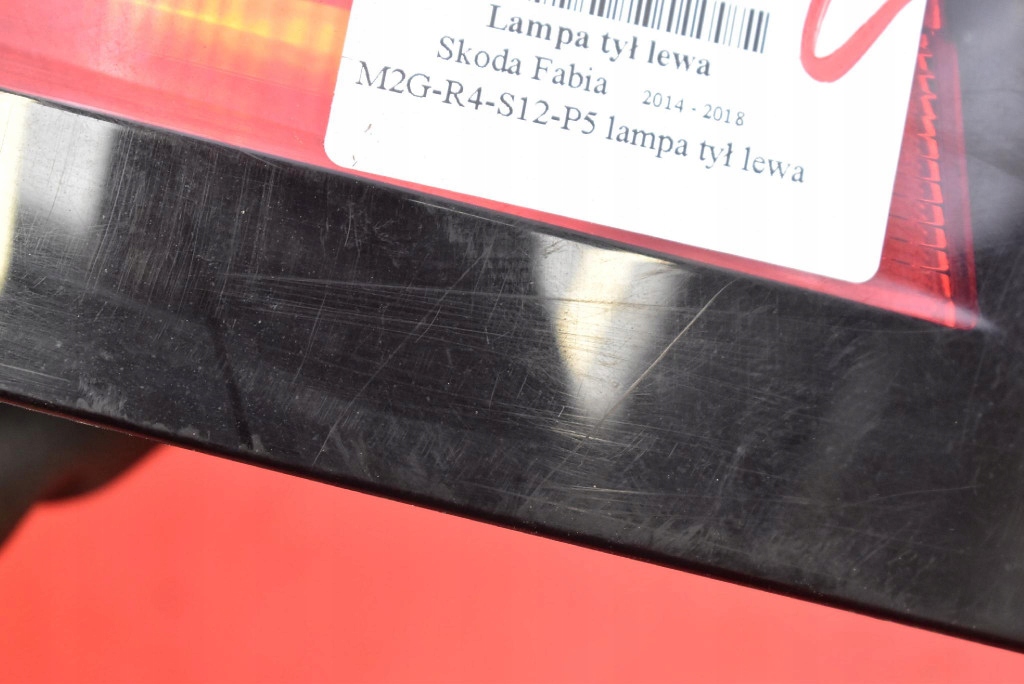 Lampa tył lewa
Skoda Fabia 2014 - 2018
M2G-R4-S12-P5 lampa tył lewa